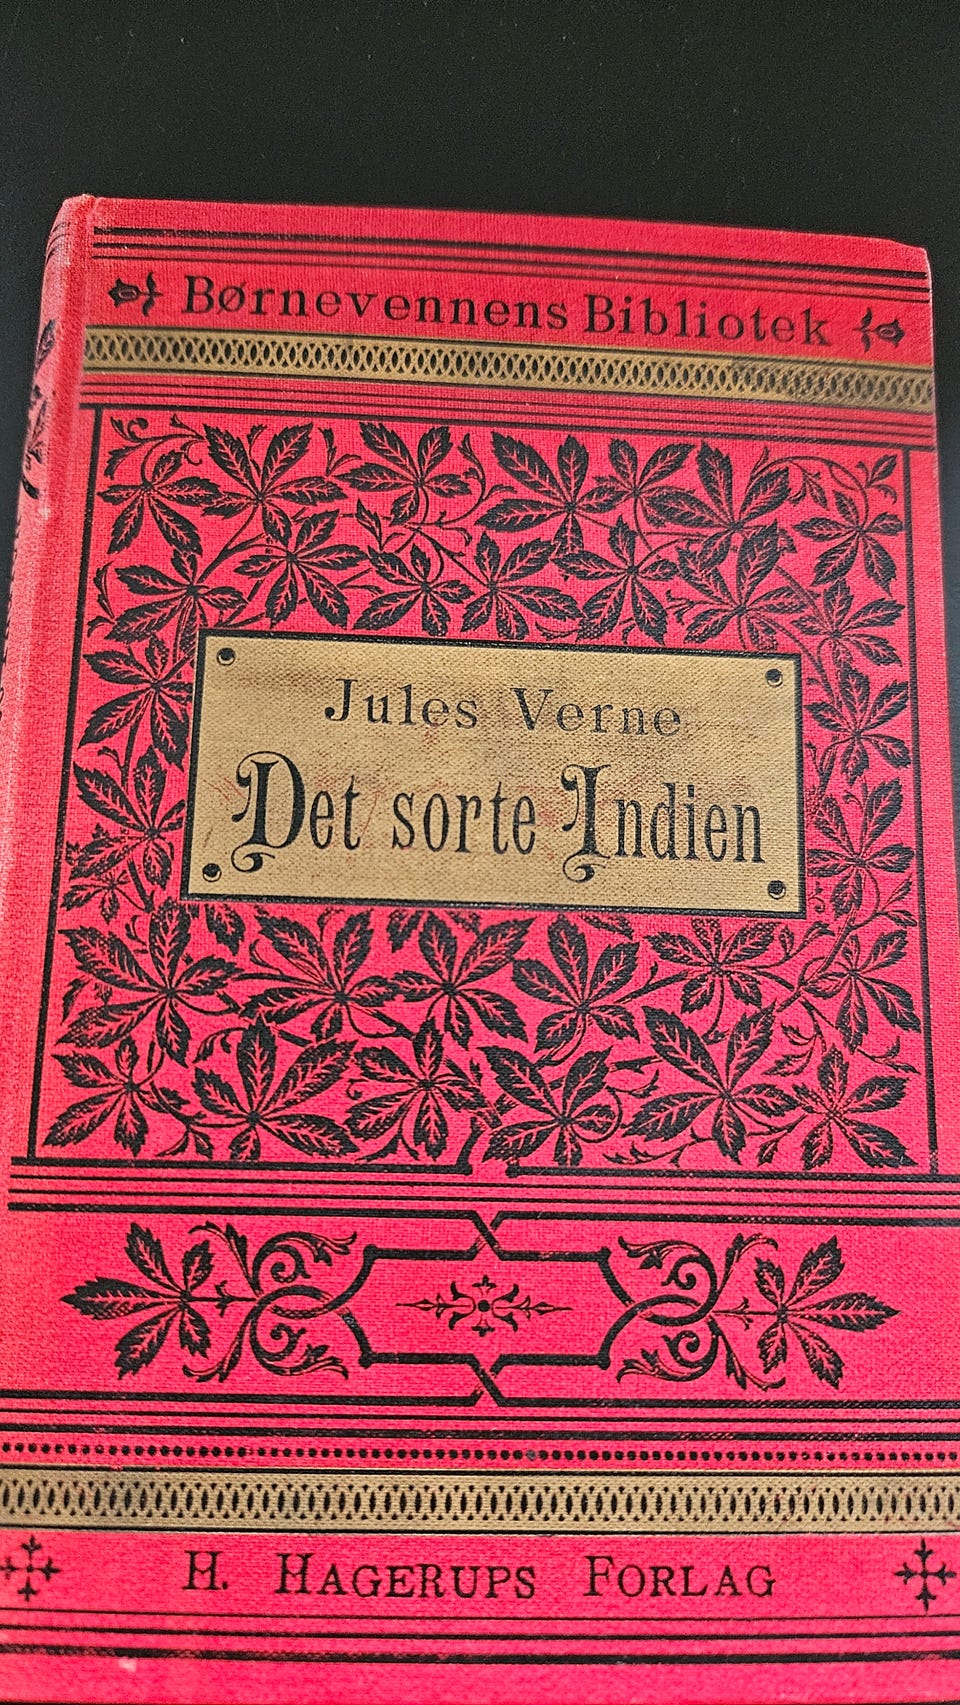 Børnevennens Bibliotek
Jules Verne
Det sorte Indien
H. HAGERUPS FORLAG